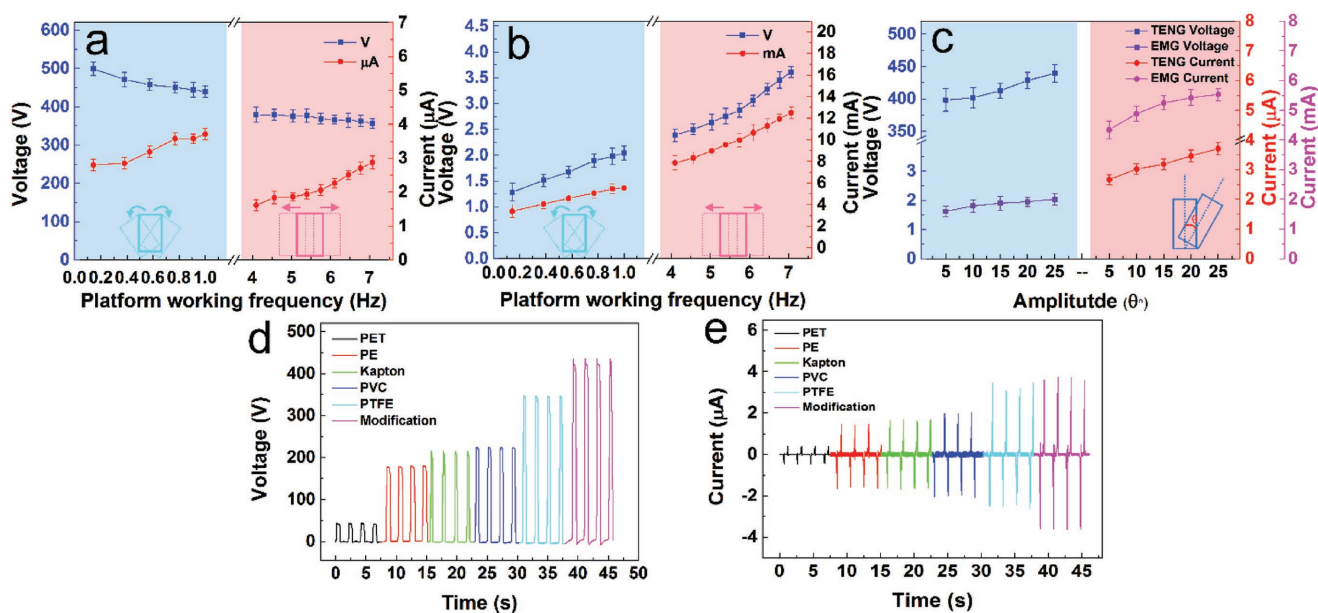 a
V
μA
600
500
400
300
200
100
0
Voltage (V)
7
6
5
4
3
2
1
0
Current (μA)
0.0 0.2 0.4 0.6 0.8 1.0 4 5 6 7
Platform working frequency (Hz)
b
V
mA
4.5
4.0
3.5
3.0
2.5
2.0
1.5
1.0
0.5
0.0
Voltage (V)
20
18
16
14
12
10
8
6
4
2
0
Current (mA)
0.0 0.2 0.4 0.6 0.8 1.0 4 5 6 7
Platform working frequency (Hz)
c
TENG Voltage
EMG Voltage
TENG Current
EMG Current
500
450
400
350
3
2
1
0
Voltage (V)
8
7
6
5
4
3
2
1
0
Current (μA)
8
7
6
5
4
3
2
1
0
Current (mA)
θ
5 10 15 20 25 -- 5 10 15 20 25
Amplitutde (θ°)
d
PET
PE
Kapton
PVC
PTFE
Modification
500
400
300
200
100
0
Voltage (V)
0 5 10 15 20 25 30 35 40 45 50
Time (s)
e
PET
PE
Kapton
PVC
PTFE
Modification
6
4
2
0
-2
-4
Current (μA)
0 5 10 15 20 25 30 35 40 45
Time (s)